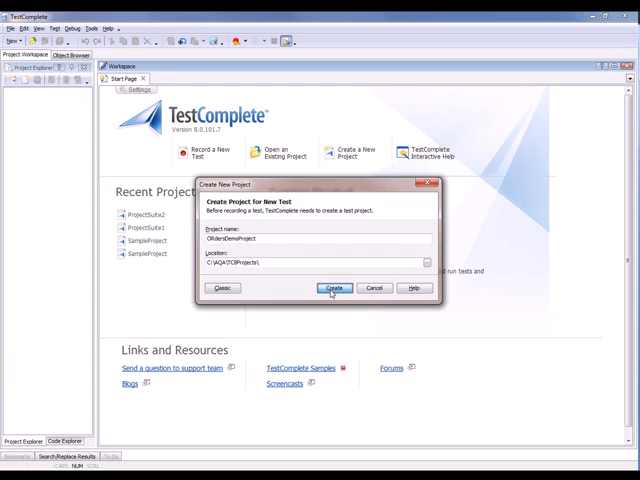 TestComplete
File Edit View Test Debug Tools Help
New
Project Workspace Object Browser
Project Explorer
Workspace
Start Page
Settings
TestComplete
Version 8.0.101.7
Record a New Test
Open an Existing Project
Create a New Project
TestComplete Interactive Help
Recent Project
ProjectSuite2
ProjectSuite1
SampleProject
SampleProject
Create New Project
Create Project for New Test
Before recording a test, TestComplete needs to create a test project.
Project name:
ORdersDemoProject
Location:
C:\AQA\TC8Projects\
Classic Create Cancel Help
d run tests and
Links and Resources
Send a question to support team
TestComplete Samples
Forums
Blogs
Screencasts
Project Explorer Code Explorer
Bookmarks Search/Replace Results To Do
CAPS NUM SCRL